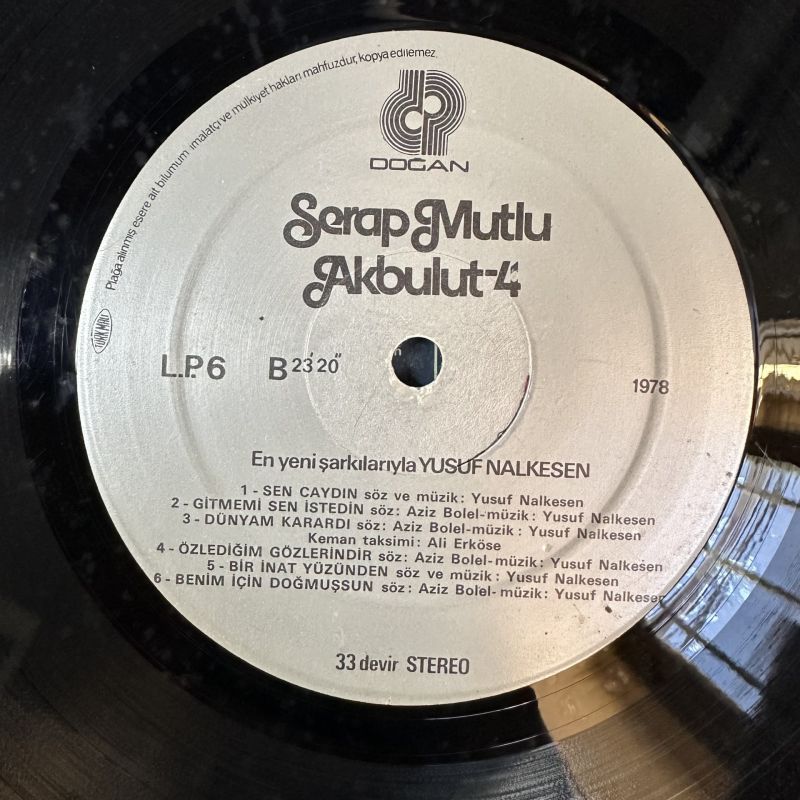 Plağa alınmış esere ait bilumum imalatçı ve mülkiyet hakları mahfuzdur, kopya edilemez.
DOĞAN
Serap Mutlu
Akbulut-4
TÜRK MALI
L.P. 6 B 23'20"
1978
En yeni şarkılarıyla YUSUF NALKESEN
1 - SEN CAYDIN söz ve müzik: Yusuf Nalkesen
2 - GİTMEMİ SEN İSTEDİN söz: Aziz Bolel-müzik: Yusuf Nalkesen
3 - DÜNYAM KARARDI söz: Aziz Bolel-müzik: Yusuf Nalkesen
Keman taksimi: Ali Erköse
4 - ÖZLEDİĞİM GÖZLERİNDİR söz: Aziz Bolel-müzik: Yusuf Nalkesen
5 - BİR İNAT YÜZÜNDEN söz ve müzik: Yusuf Nalkesen
6 - BENİM İÇİN DOĞMUŞSUN söz: Aziz Bolel-müzik: Yusuf Nalkesen
33 devir STEREO